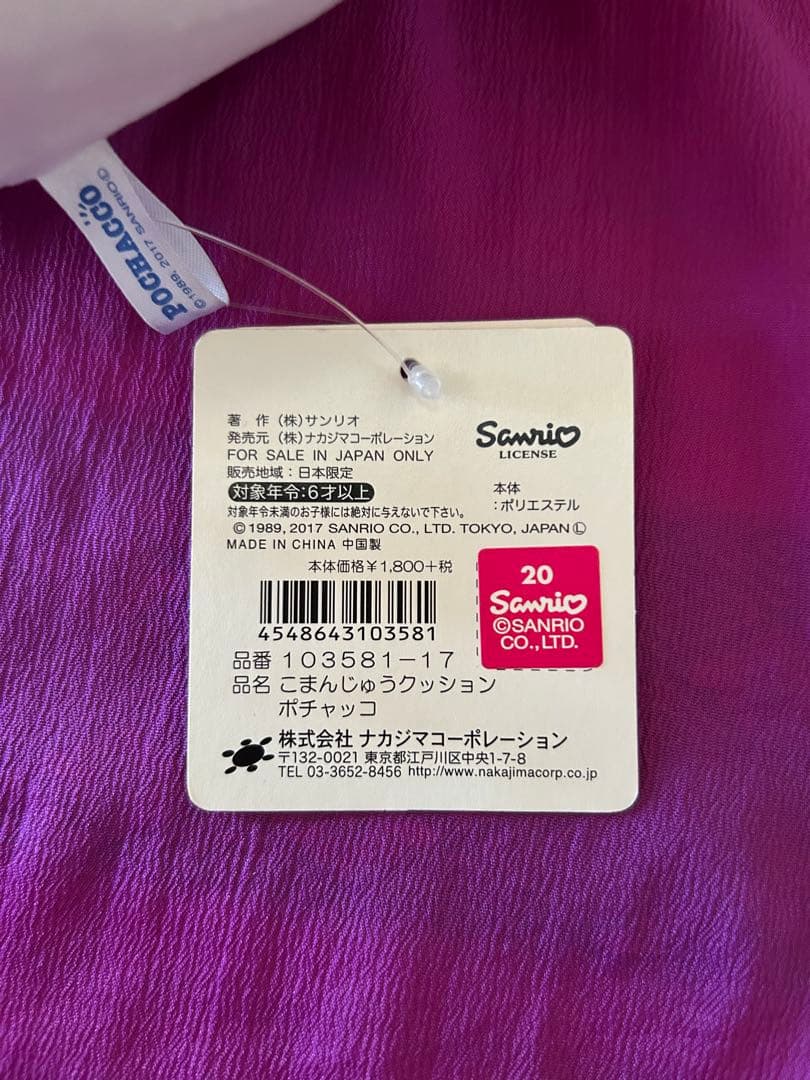 POCHACCO
©1989, 2017 SANRIO Ⓛ
著 作 (株)サンリオ
発売元 (株)ナカジマコーポレーション
FOR SALE IN JAPAN ONLY
販売地域:日本限定
対象年令:6才以上
対象年令未満のお子様には絶対に与えないで下さい。
©1989, 2017 SANRIO CO., LTD. TOKYO, JAPAN Ⓛ
MADE IN CHINA 中国製
Sanrio
LICENSE
本体
:ポリエステル
本体価格¥1,800+税
4548643103581
20
Sanrio
©SANRIO
CO.,LTD.
品番 103581-17
品名 こまんじゅうクッション
ポチャッコ
株式会社 ナカジマコーポレーション
〒132-0021 東京都江戸川区中央1-7-8
TEL 03-3652-8456 http://www.nakajimacorp.co.jp